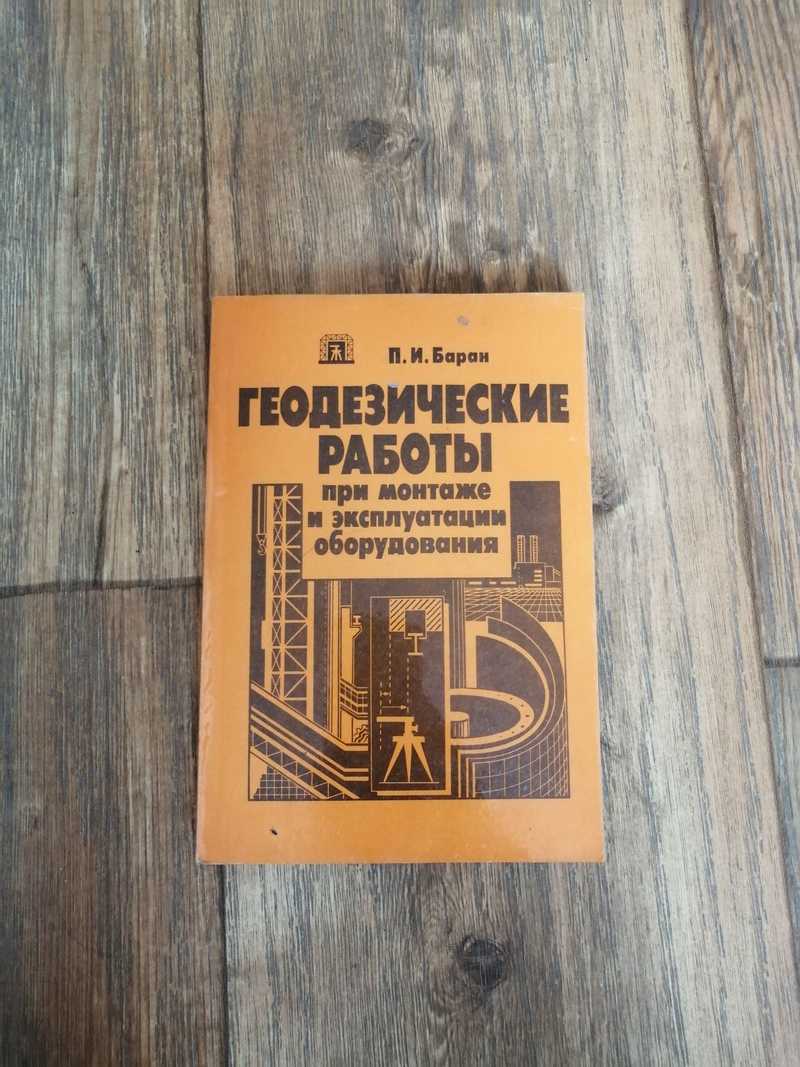 П. И. Баран
ГЕОДЕЗИЧЕСКИЕ
РАБОТЫ
при монтаже
и эксплуатации
оборудования